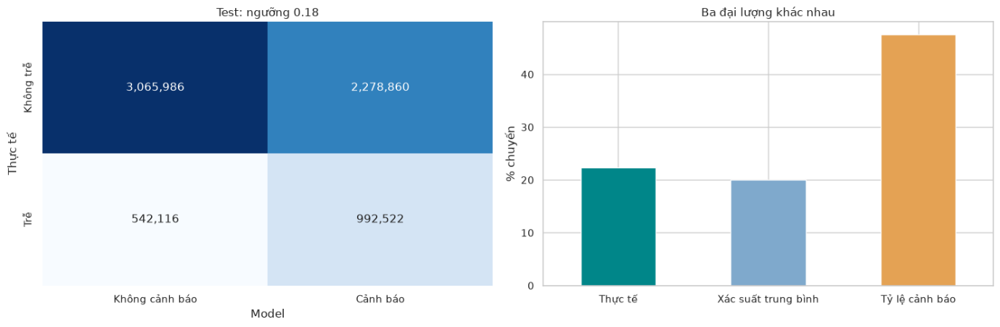 Test: ngưỡng 0.18
Thực tế
Không trễ
Trễ
3,065,986
2,278,860
542,116
992,522
Không cảnh báo
Cảnh báo
Model
Ba đại lượng khác nhau
% chuyến
40
30
20
10
0
Thực tế
Xác suất trung bình
Tỷ lệ cảnh báo